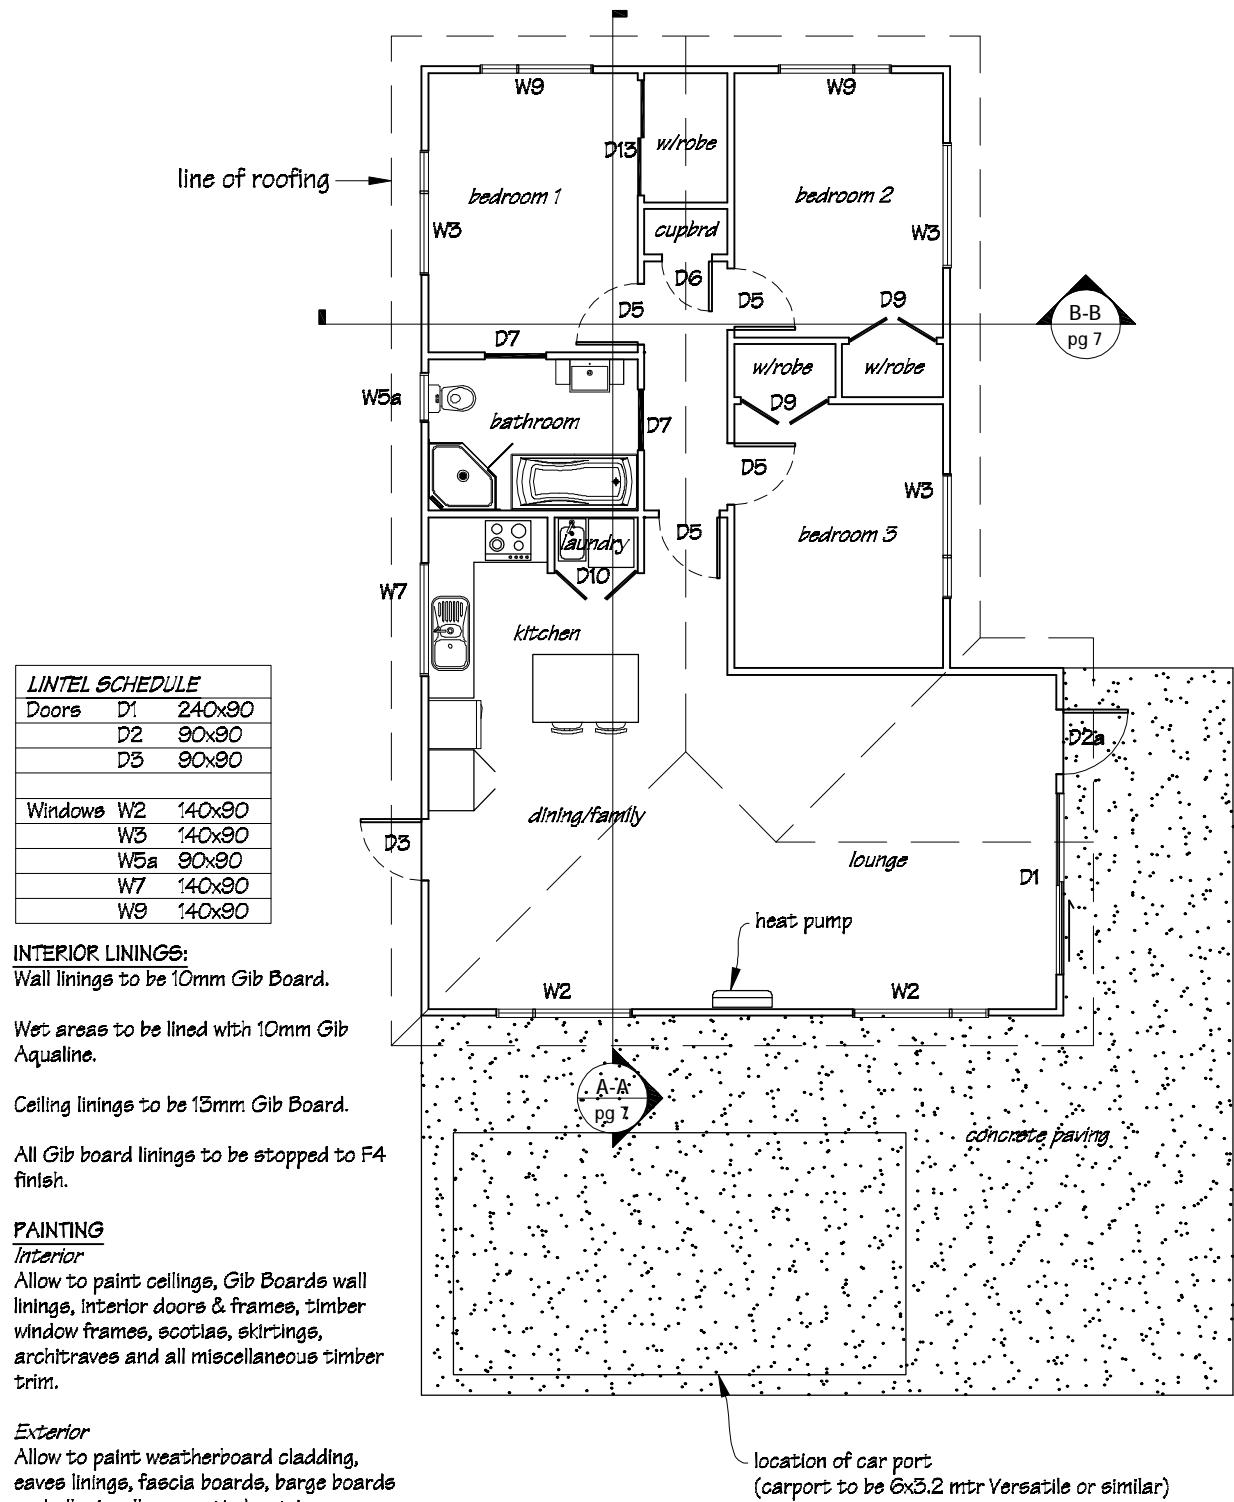 W9
W9
D13
w/robe
line of roofing
bedroom 1
bedroom 2
W3
cupbrd
W3
D6
D5
D5
D9
B-B
pg 7
D7
w/robe
w/robe
W5a
D9
bathroom
D7
D5
W3
D5
bedroom 3
laundry
D10
W7
kitchen
LINTEL SCHEDULE
Doors D1 240x90
D2 90x90
D3 90x90
Windows W2 140x90
W3 140x90
W5a 90x90
W7 140x90
W9 140x90
D2a
dining/family
D3
lounge
D1
heat pump
W2
W2
INTERIOR LININGS:
Wall linings to be 10mm Gib Board.
Wet areas to be lined with 10mm Gib
Aqualine.
Ceiling linings to be 13mm Gib Board.
All Gib board linings to be stopped to F4
finish.
A-A
pg 7
concrete paving
PAINTING
Interior
Allow to paint ceilings, Gib Boards wall
linings, interior doors & frames, timber
window frames, scotias, skirtings,
architraves and all miscellaneous timber
trim.
Exterior
Allow to paint weatherboard cladding,
eaves linings, fascia boards, barge boards
location of car port
(carport to be 6x3.2 mtr Versatile or similar)